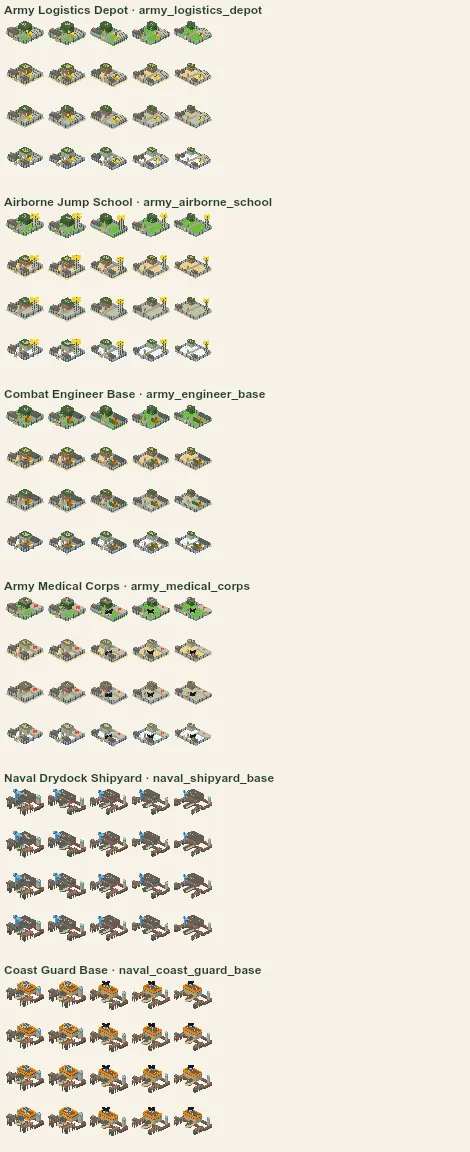 Army Logistics Depot · army_logistics_depot
Airborne Jump School · army_airborne_school
Combat Engineer Base · army_engineer_base
Army Medical Corps · army_medical_corps
Naval Drydock Shipyard · naval_shipyard_base
Coast Guard Base · naval_coast_guard_base